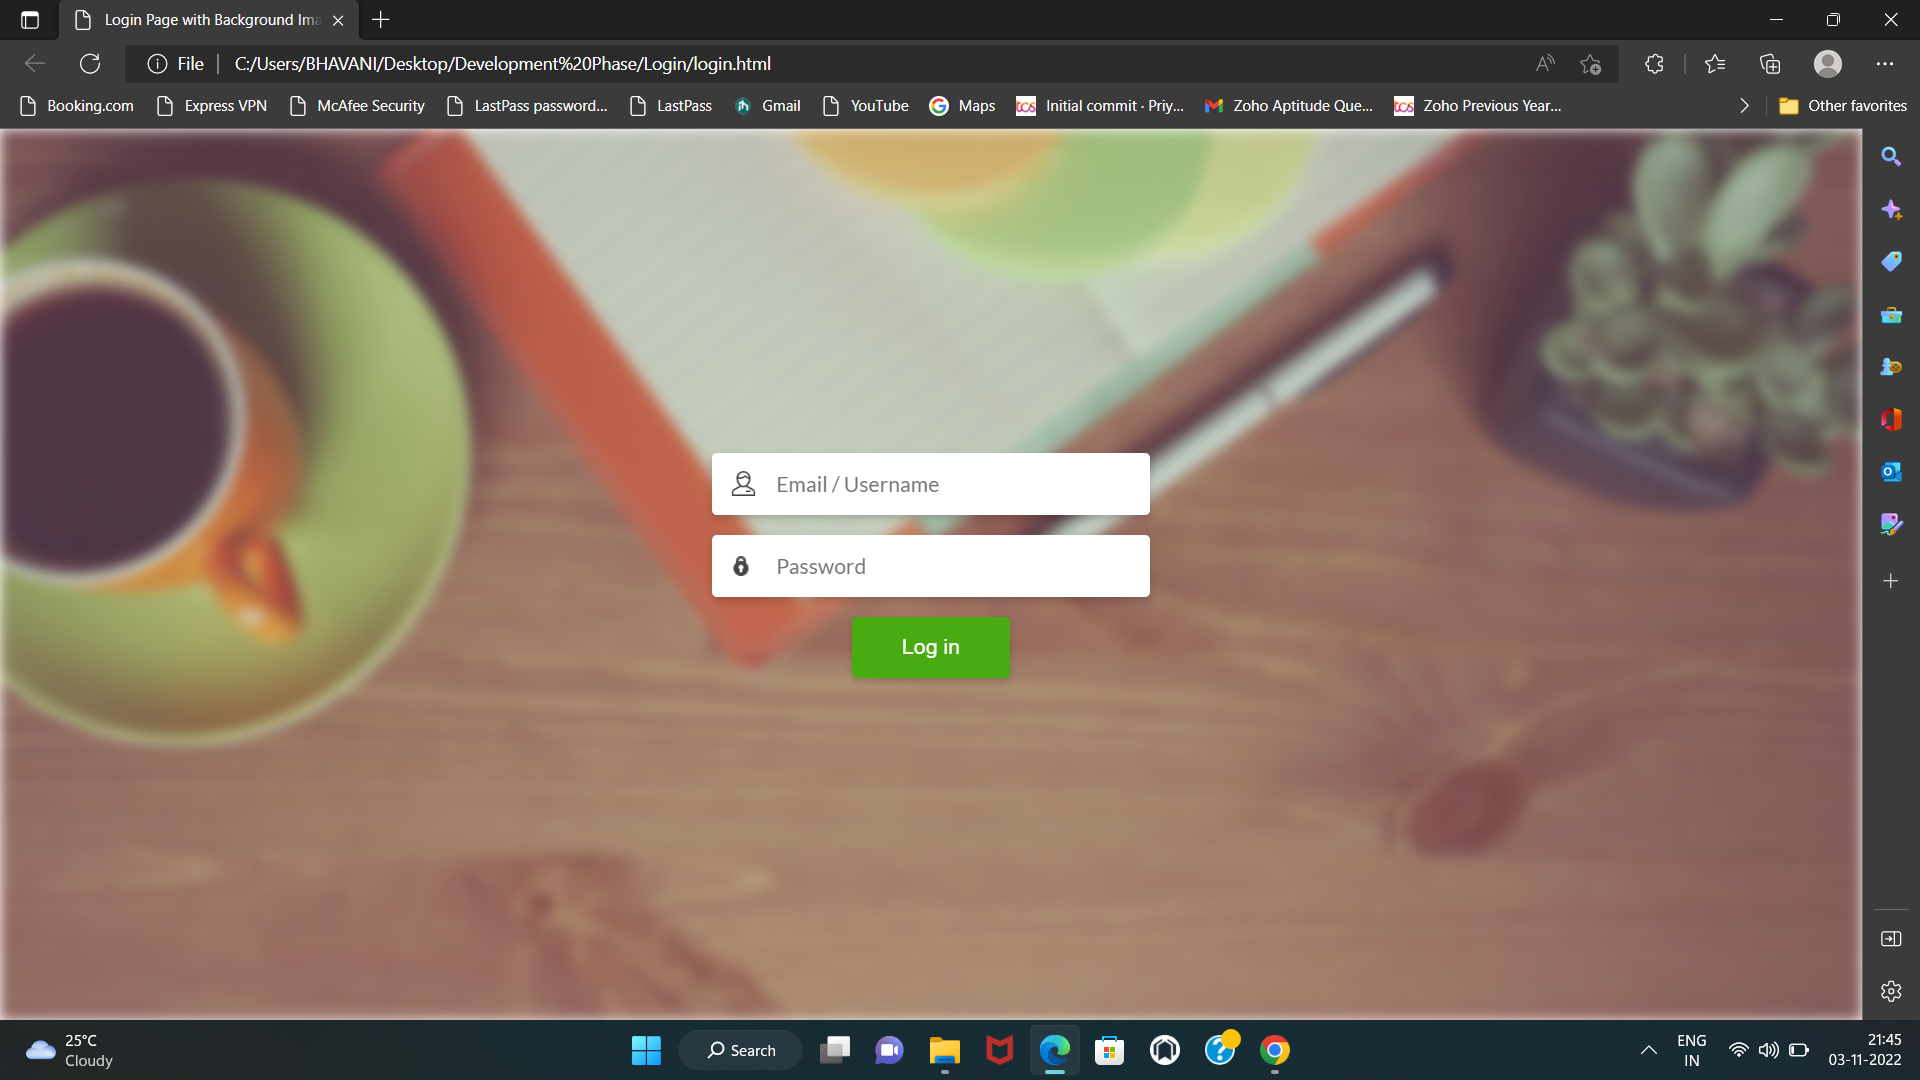 Login Page with Background Ima
File
C:/Users/BHAVANI/Desktop/Development%20Phase/Login/login.html
Booking.com
Express VPN
McAfee Security
LastPass password...
LastPass
Gmail
YouTube
Maps
tcs
Initial commit · Priy...
Zoho Aptitude Que...
tcs
Zoho Previous Year...
Other favorites
Email / Username
Password
Log in
25°C
Cloudy
Search
ENG
IN
21:45
03-11-2022